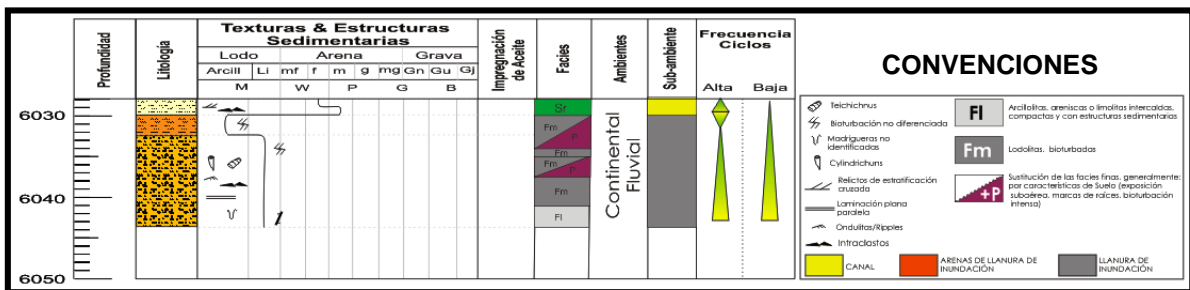 Profundidad
Litología
Texturas & Estructuras
Sedimentarias
Lodo Arena Grava
Arcill Li mf f m g mg Gn Gu Gj
M W P G B
Impregnación
de Aceite
Facies
Ambientes
Sub-ambiente
Frecuencia
Ciclos
Alta Baja
6030
6040
6050
Sr
Fm
P
Fm
Fm
P
Fm
Fl
Continental
Fluvial
CONVENCIONES
Teichichnus
Bioturbación no diferenciada
Madrigueras no
identificadas
Cylindrichuns
Relictos de estratificación
cruzada
Laminación plana
paralela
Ondulitas/Ripples
Intraclastos
Fl
Arcillolitas, areniscas o limolitas intercaldas,
compactas y con estructuras sedimentarias
Fm
Lodolitas, bioturbadas
+P
Sustitución de las facies finas, generalmente
por características de Suelo (exposición
subaérea, marcas de raíces, bioturbación
intensa)
CANAL
ARENAS DE LLANURA DE
INUNDACIÓN
LLANURA DE
INUNDACIÓN